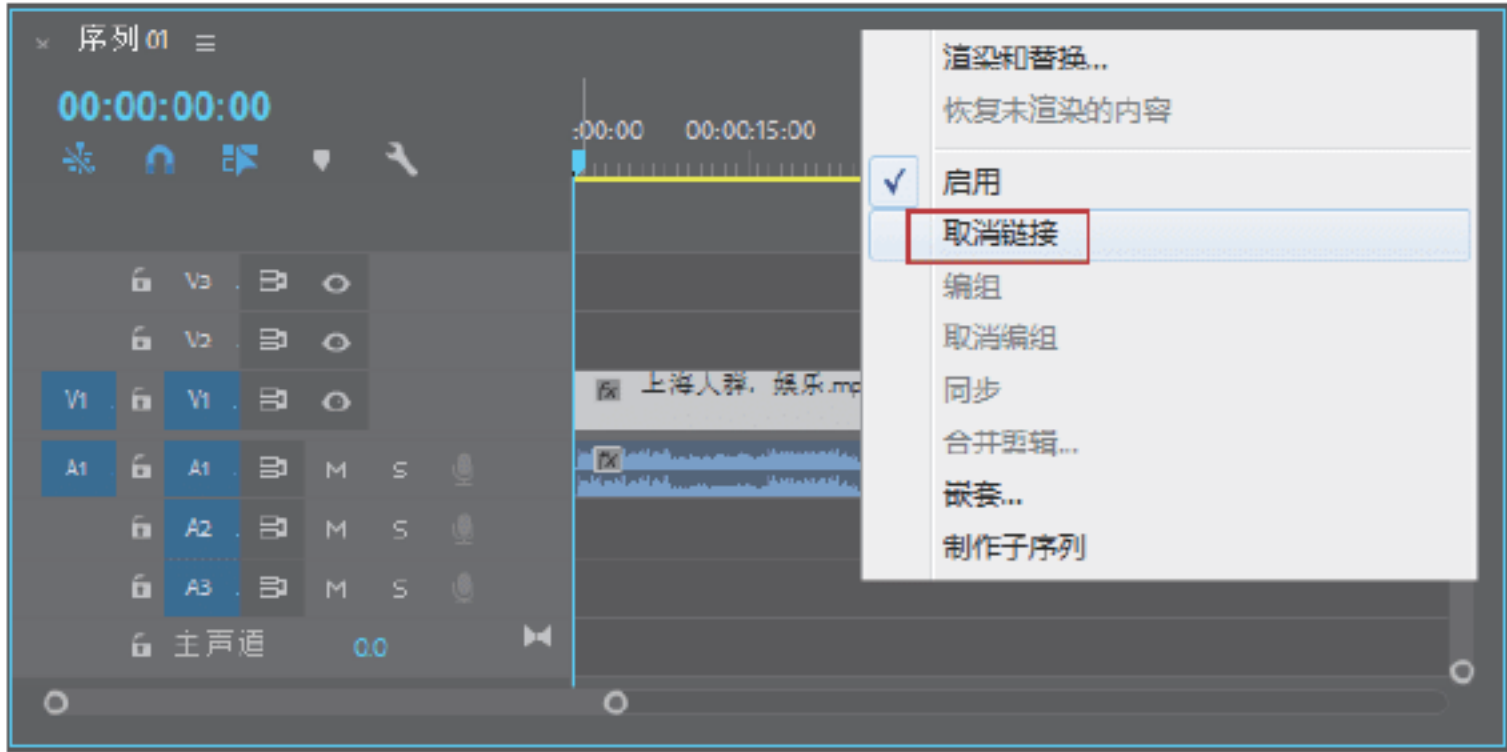 序列 01
00:00:00:00
:00:00 00:00:15:00
V3
V2
V1 V1 fx 上海人群，娱乐.mp
A1 A1 M S fx
A2 M S
A3 M S
主声道 0.0
渲染和替换...
恢复未渲染的内容
启用
取消链接
编组
取消编组
同步
合并剪辑...
嵌套...
制作子序列